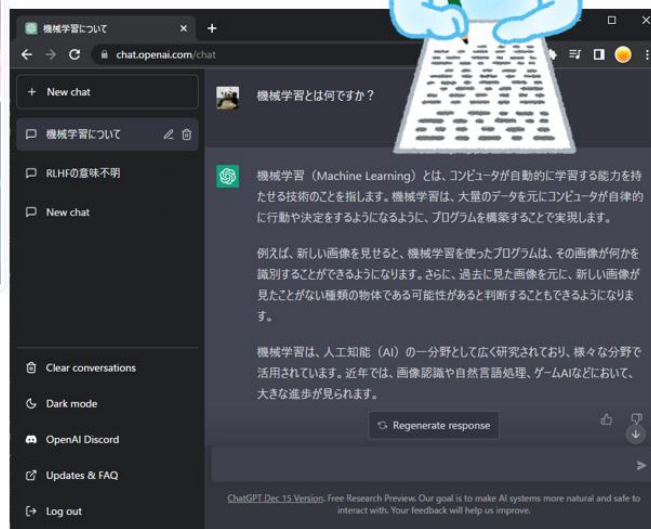 機械学習について
chat.openai.com/chat
New chat
機械学習について
RLHFの意味不明
New chat
Clear conversations
Dark mode
OpenAI Discord
Updates & FAQ
Log out
機械学習とは何ですか？
機械学習（Machine Learning）とは、コンピュータが自動的に学習する能力を持
たせる技術のことを指します。機械学習は、大量のデータを元にコンピュータが自律的
に行動や決定をするようになるように、プログラムを構築することで実現します。
例えば、新しい画像を見せると、機械学習を使ったプログラムは、その画像が何かを
識別することができるようになります。さらに、過去に見た画像を元に、新しい画像が
見たことがない種類の物体である可能性があると判断することもできるようになりま
す。
機械学習は、人工知能（AI）の一分野として広く研究されており、様々な分野で
活用されています。近年では、画像認識や自然言語処理、ゲームAIなどにおいて、
大きな進歩が見られます。
Regenerate response
ChatGPT Dec 15 Version. Free Research Preview. Our goal is to make AI systems more natural and safe to
interact with. Your feedback will help us improve.